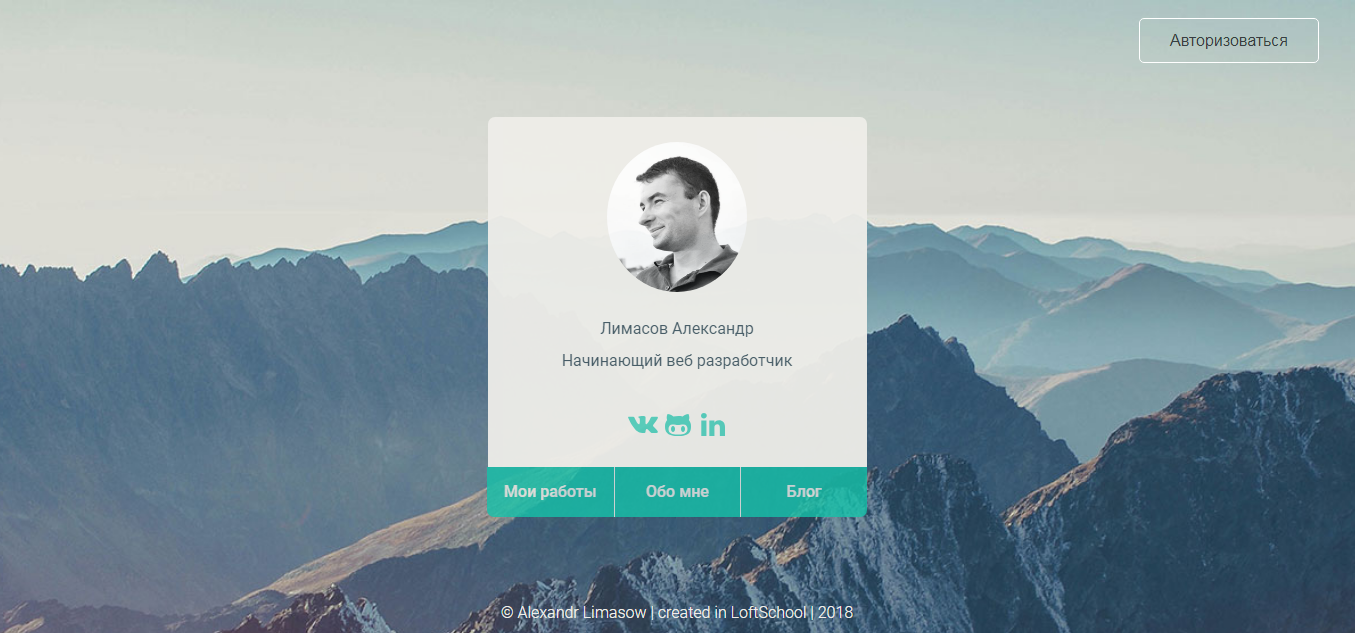 Авторизоваться
Лимасов Александр
Начинающий веб разработчик
Мои работы Обо мне Блог
© Alexandr Limasow | created in LoftSchool | 2018